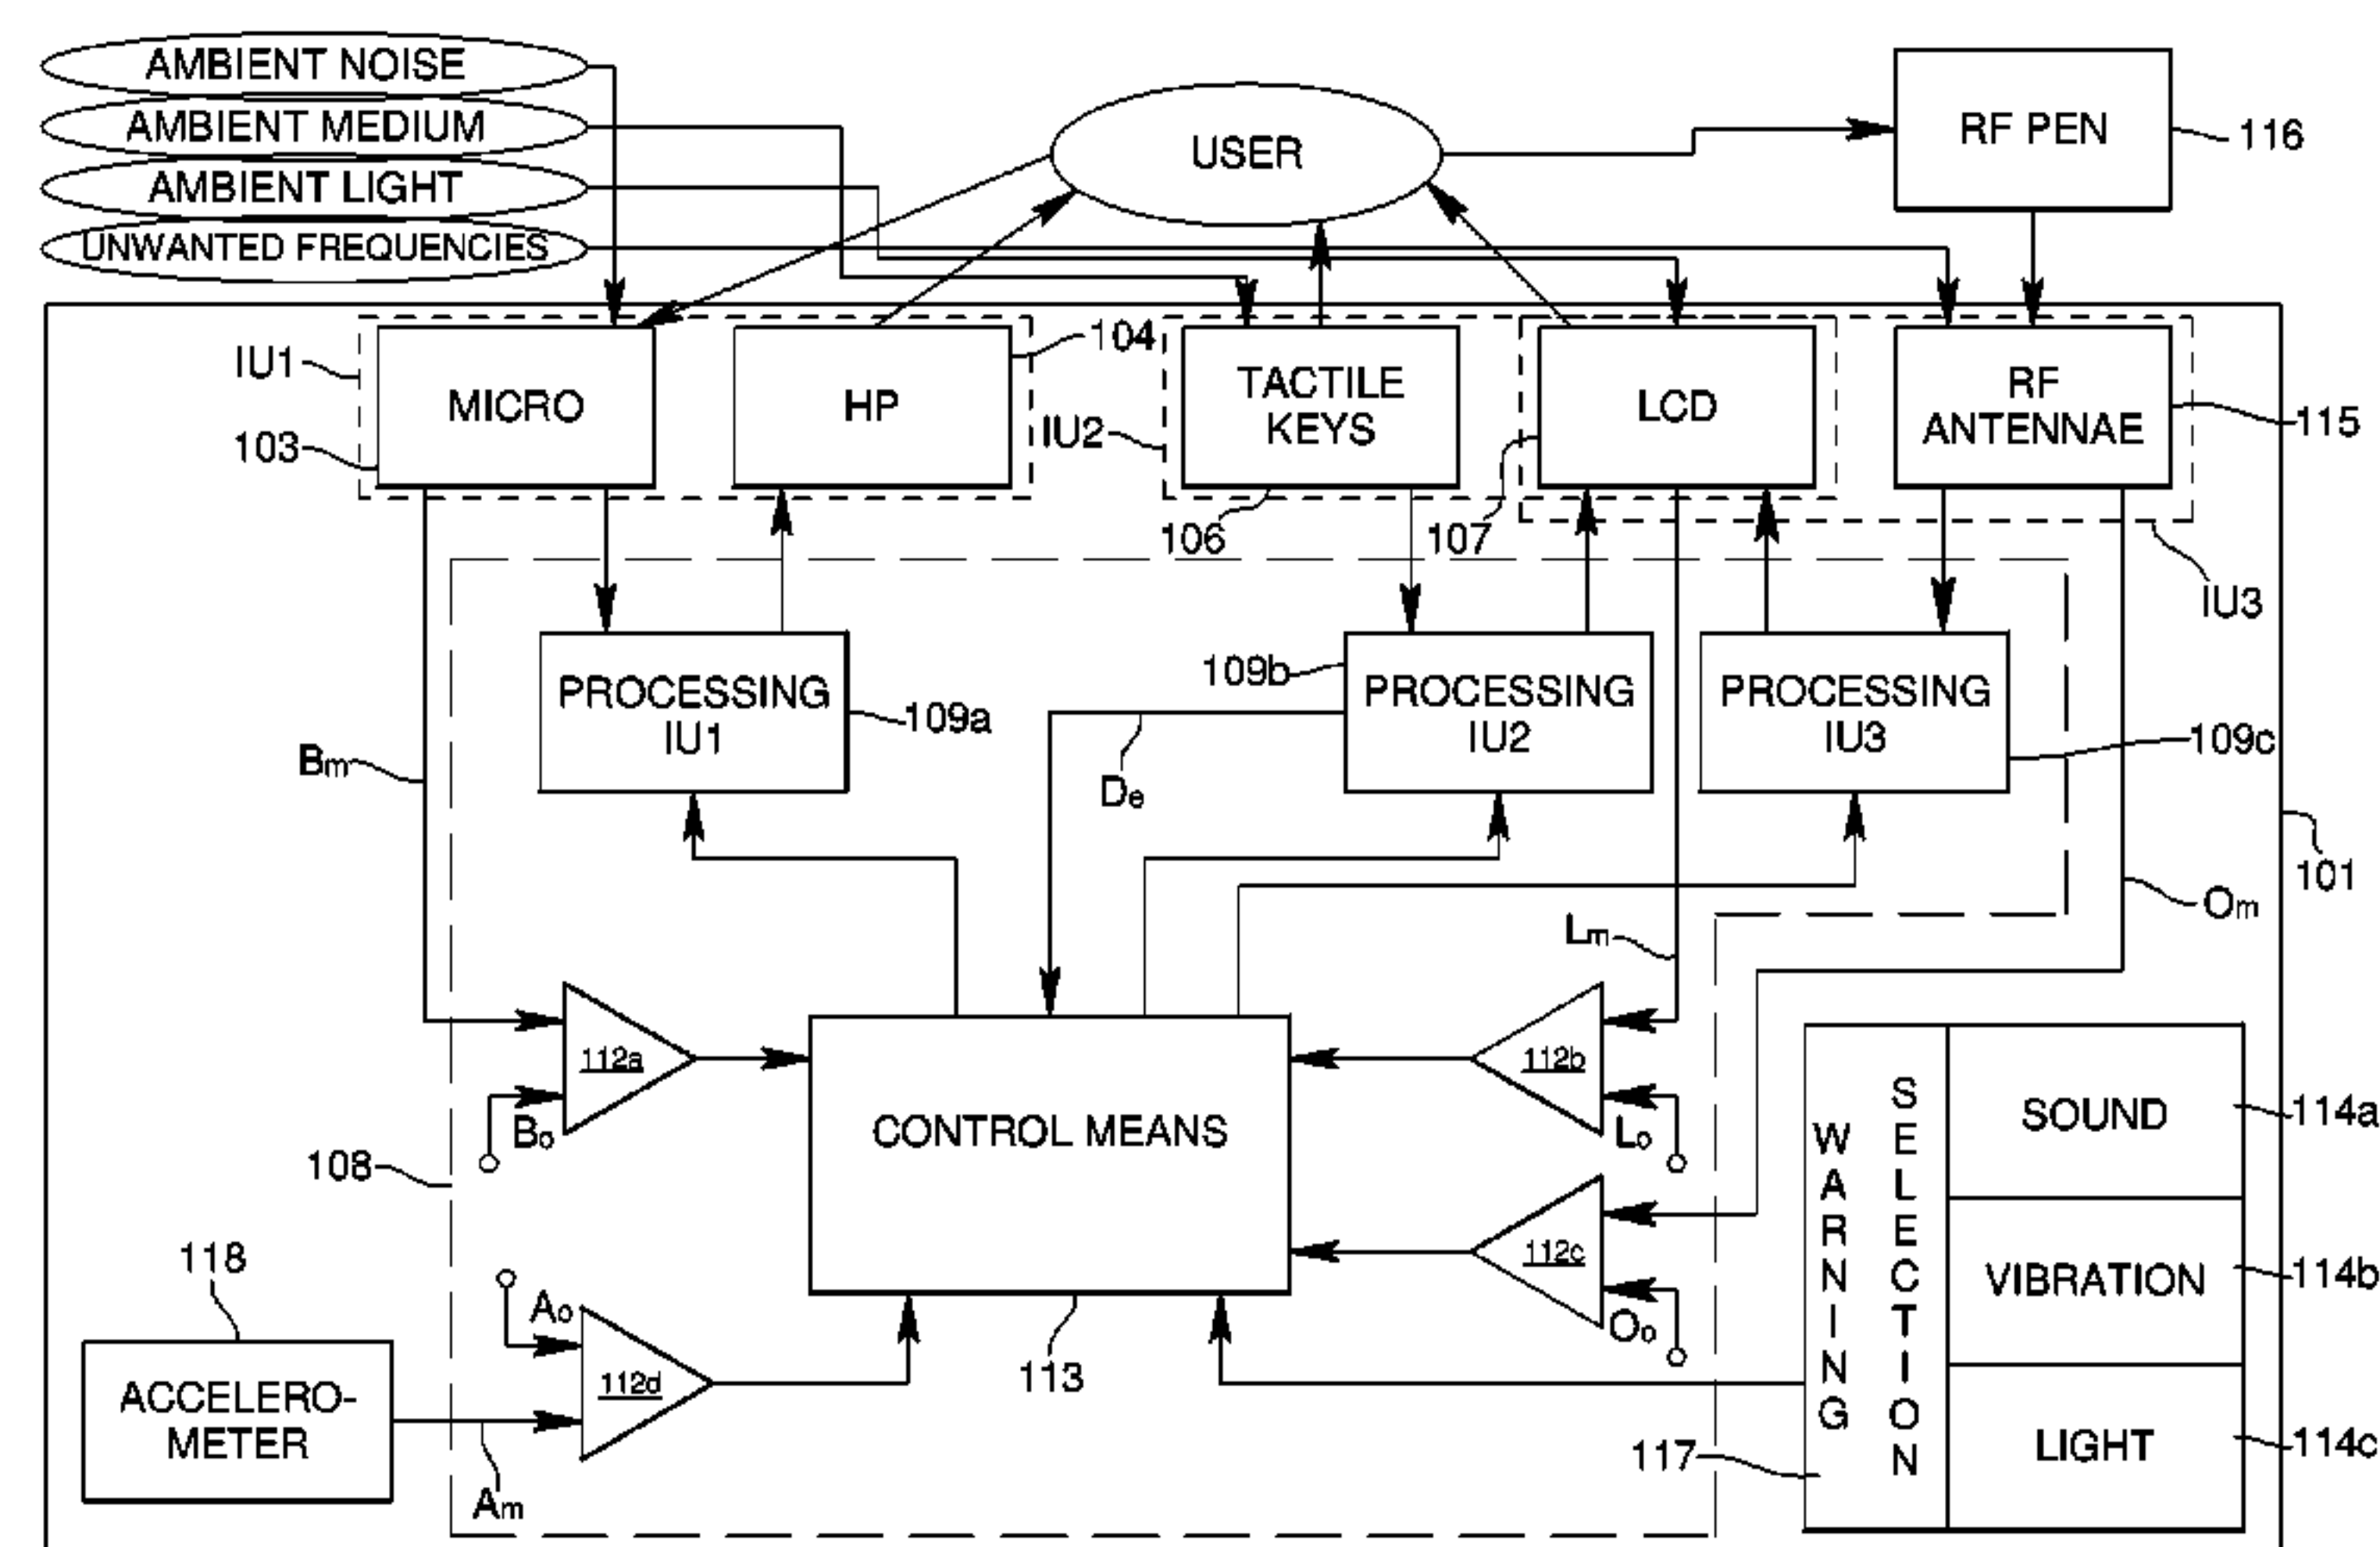 AMBIENT NOISE
AMBIENT MEDIUM
AMBIENT LIGHT
UNWANTED FREQUENCIES
USER
RF PEN
116
IU1
MICRO
103
HP
104
IU2
TACTILE
KEYS
106
LCD
107
RF
ANTENNAE
115
IU3
PROCESSING
IU1
109a
109b
PROCESSING
IU2
PROCESSING
IU3
109c
Bm
De
101
Om
Lm
112a
Bo
CONTROL MEANS
112b
Lo
108
112c
Oo
113
118
ACCELERO-
METER
Ao
112d
Am
WARNING
SELECTION
117
SOUND
114a
VIBRATION
114b
LIGHT
114c